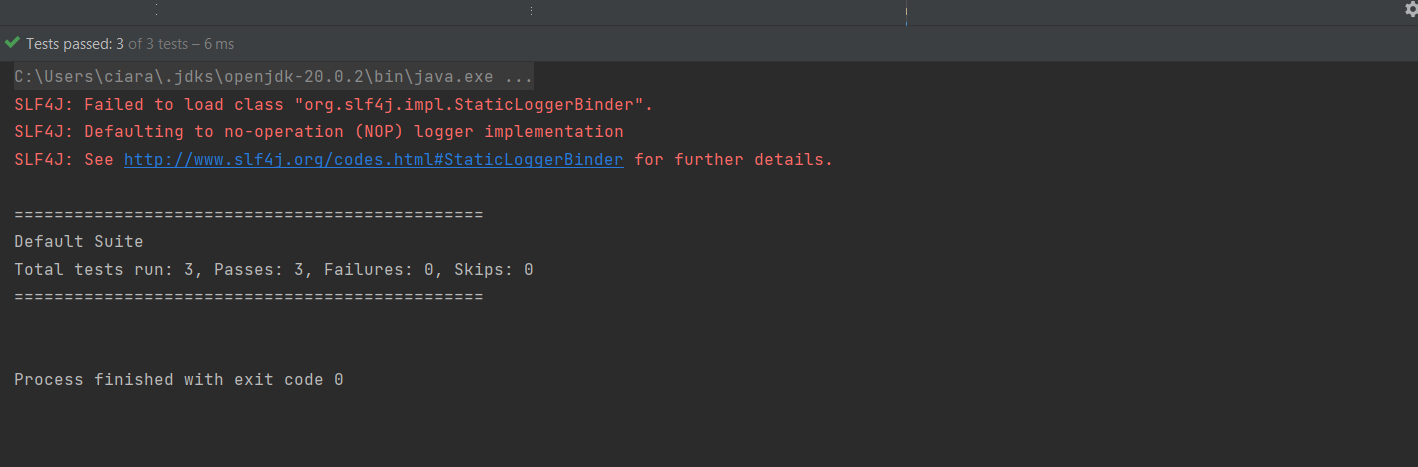 Tests passed: 3 of 3 tests – 6 ms
C:\Users\ciara\.jdks\openjdk-20.0.2\bin\java.exe ...
SLF4J: Failed to load class "org.slf4j.impl.StaticLoggerBinder".
SLF4J: Defaulting to no-operation (NOP) logger implementation
SLF4J: See http://www.slf4j.org/codes.html#StaticLoggerBinder for further details.
===============================================
Default Suite
Total tests run: 3, Passes: 3, Failures: 0, Skips: 0
===============================================
Process finished with exit code 0